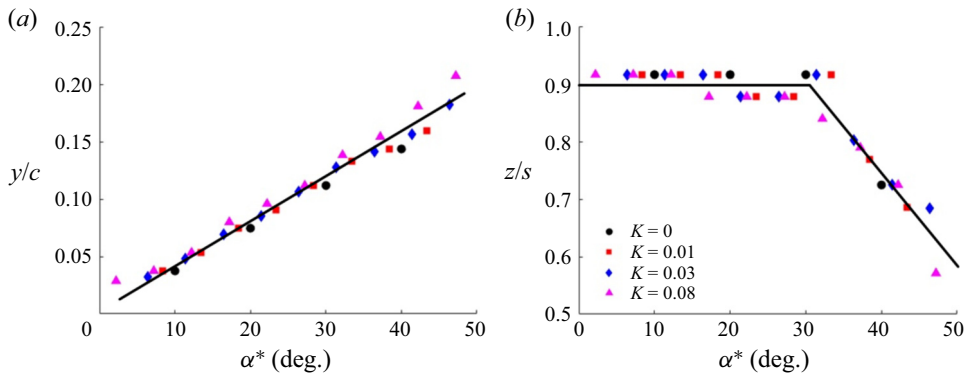 (a)
0.25
0.20
0.15
y/c
0.10
0.05
0 10 20 30 40 50
α* (deg.)
(b)
1.0
0.9
0.8
z/s
0.7
0.6
0.5
K = 0
K = 0.01
K = 0.03
K = 0.08
0 10 20 30 40 50
α* (deg.)